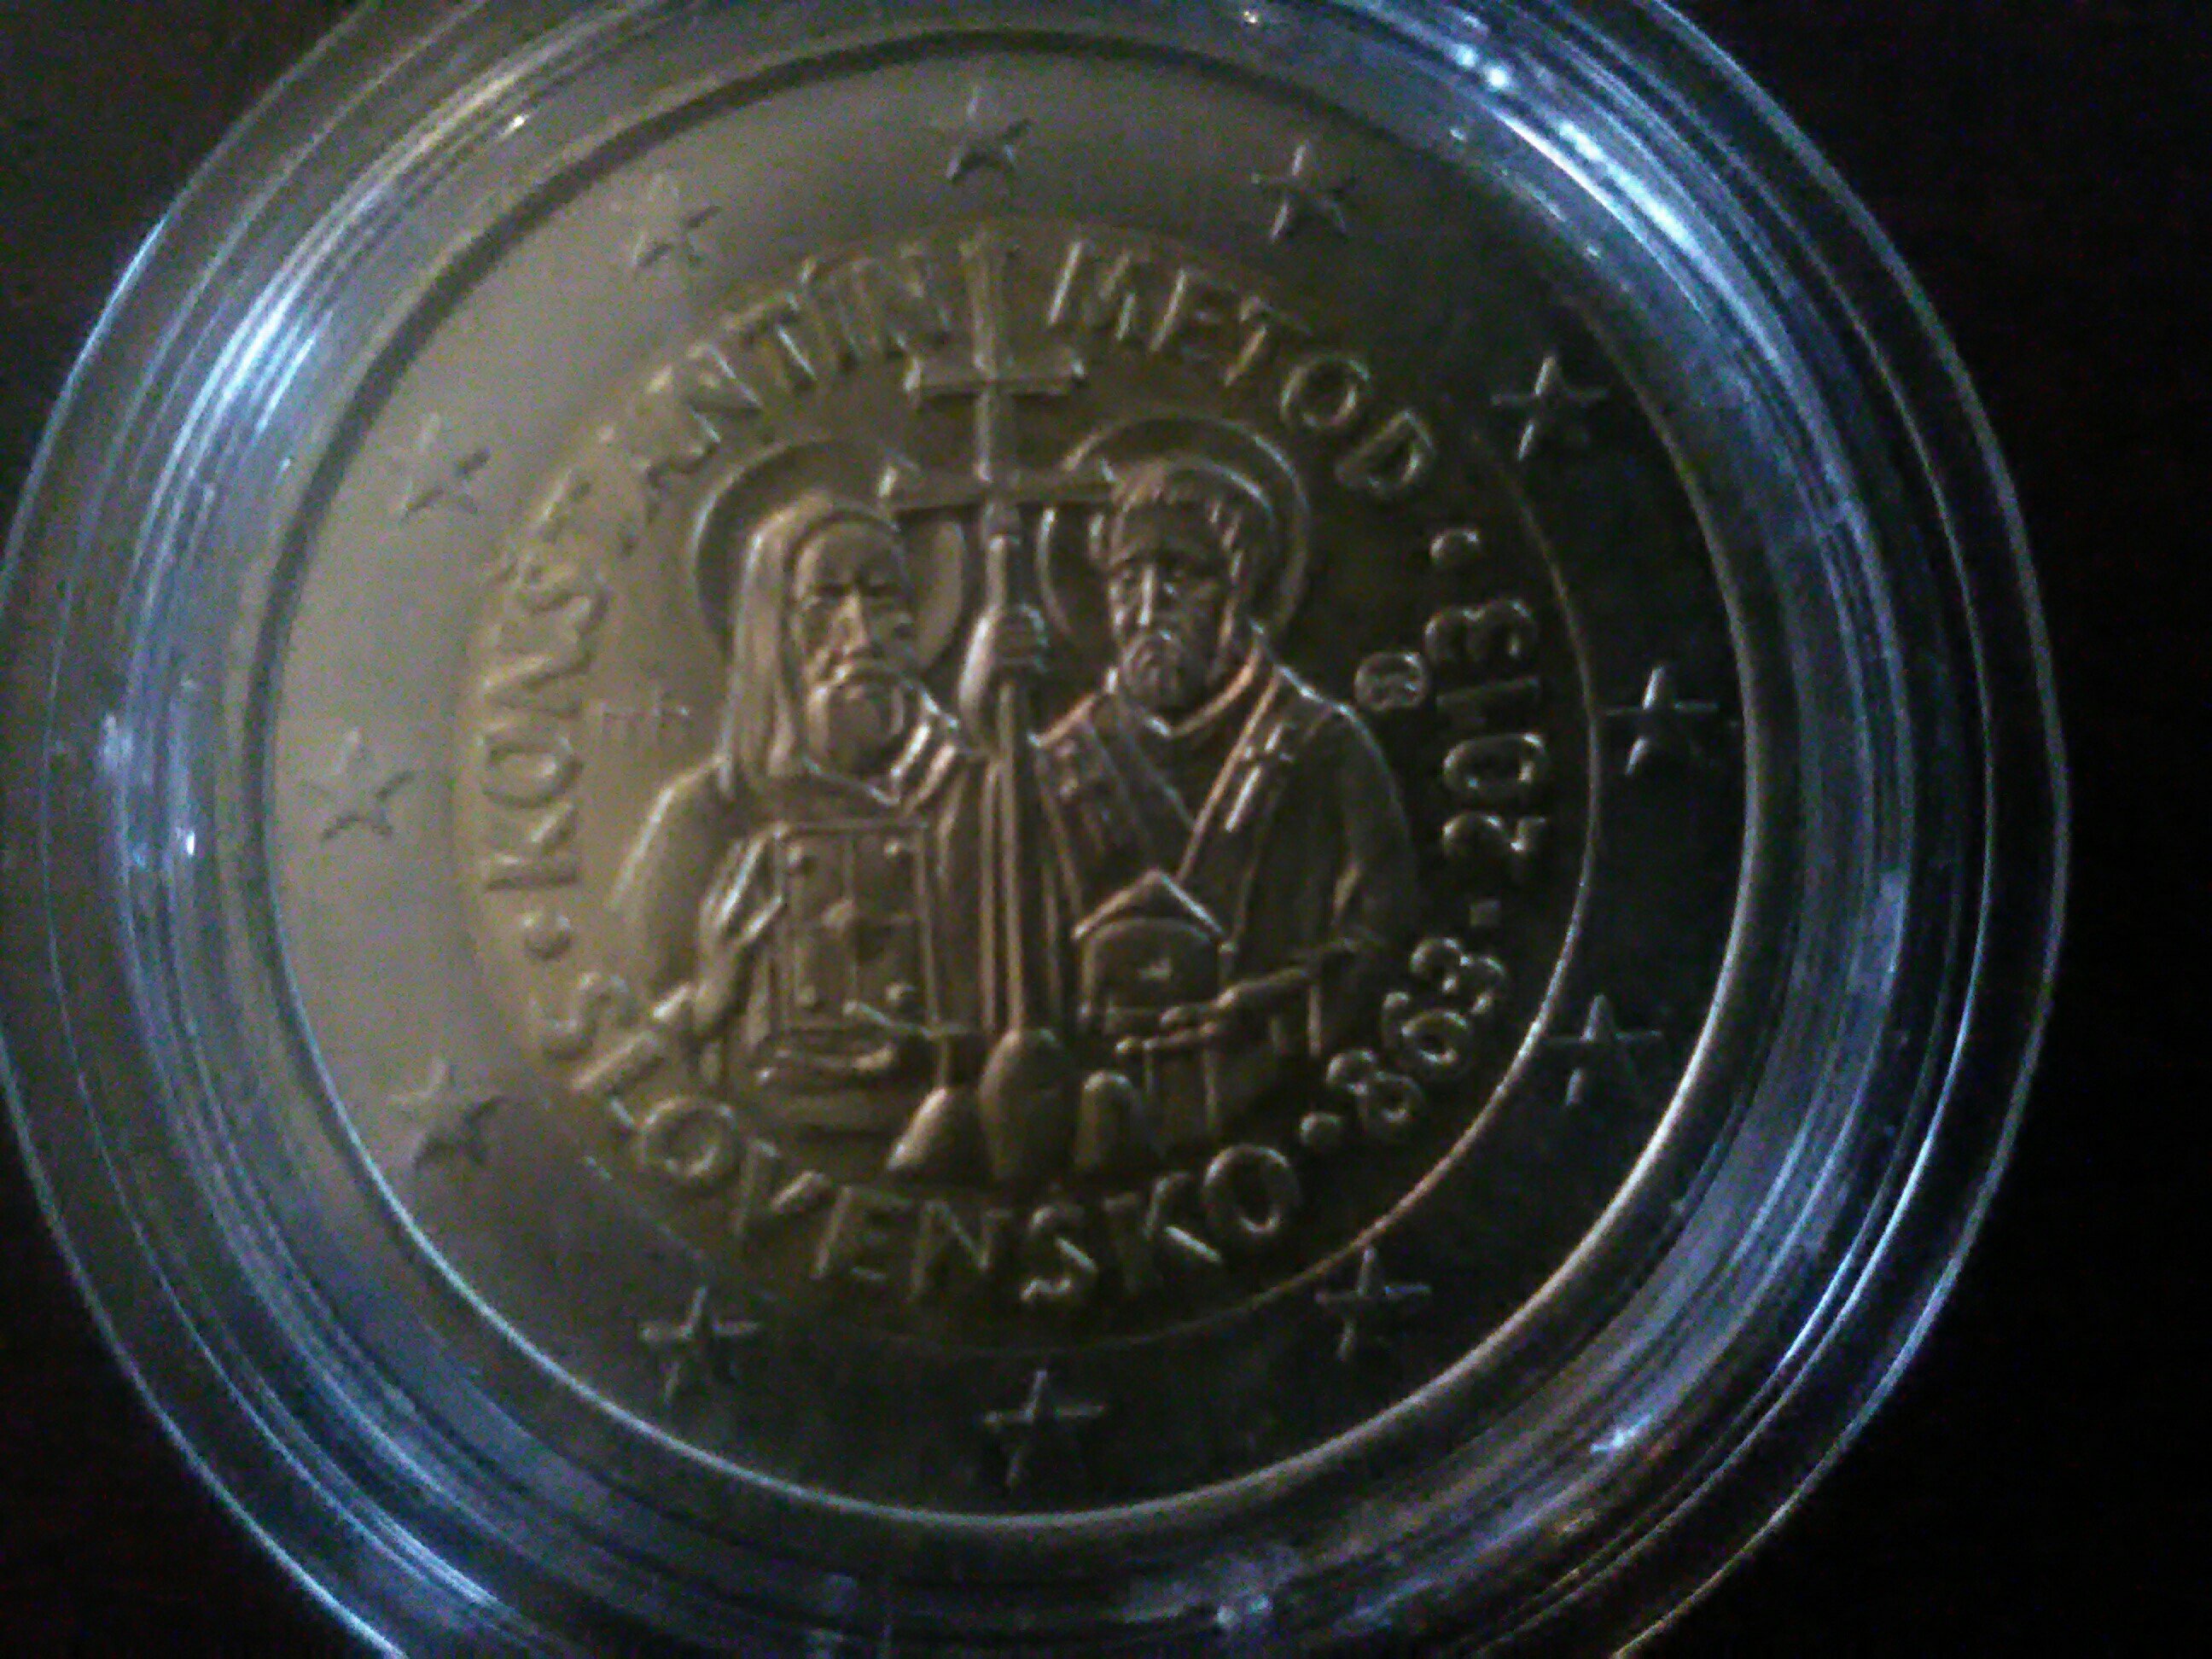 KONŠTANTÍN METOD · 863 · 2013
SLOVENSKO